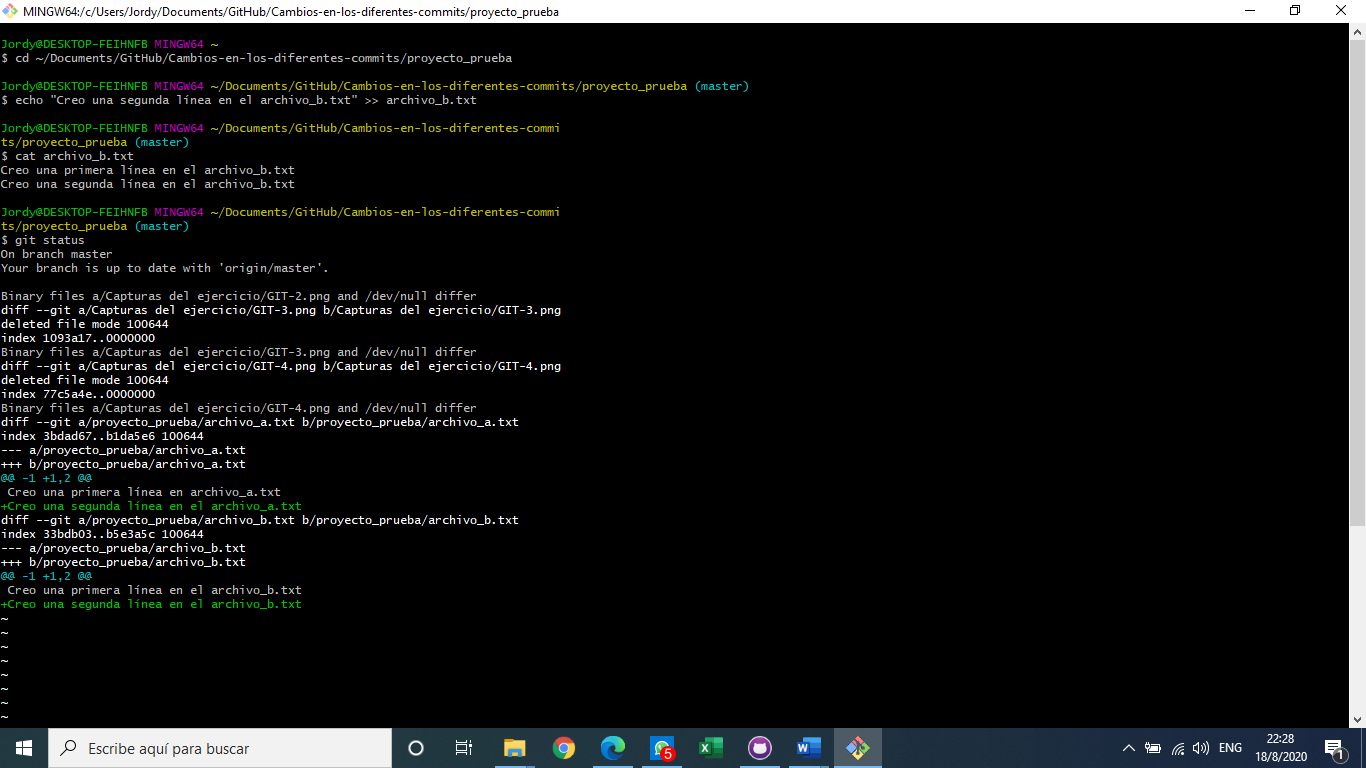 MINGW64:/c/Users/Jordy/Documents/GitHub/Cambios-en-los-diferentes-commits/proyecto_prueba
Jordy@DESKTOP-FEIHNFB MINGW64 ~
$ cd ~/Documents/GitHub/Cambios-en-los-diferentes-commits/proyecto_prueba
Jordy@DESKTOP-FEIHNFB MINGW64 ~/Documents/GitHub/Cambios-en-los-diferentes-commits/proyecto_prueba (master)
$ echo "Creo una segunda línea en el archivo_b.txt" >> archivo_b.txt
Jordy@DESKTOP-FEIHNFB MINGW64 ~/Documents/GitHub/Cambios-en-los-diferentes-commi
ts/proyecto_prueba (master)
$ cat archivo_b.txt
Creo una primera línea en el archivo_b.txt
Creo una segunda línea en el archivo_b.txt
Jordy@DESKTOP-FEIHNFB MINGW64 ~/Documents/GitHub/Cambios-en-los-diferentes-commi
ts/proyecto_prueba (master)
$ git status
On branch master
Your branch is up to date with 'origin/master'.
Binary files a/Capturas del ejercicio/GIT-2.png and /dev/null differ
diff --git a/Capturas del ejercicio/GIT-3.png b/Capturas del ejercicio/GIT-3.png
deleted file mode 100644
index 1093a17..0000000
Binary files a/Capturas del ejercicio/GIT-3.png and /dev/null differ
diff --git a/Capturas del ejercicio/GIT-4.png b/Capturas del ejercicio/GIT-4.png
deleted file mode 100644
index 77c5a4e..0000000
Binary files a/Capturas del ejercicio/GIT-4.png and /dev/null differ
diff --git a/proyecto_prueba/archivo_a.txt b/proyecto_prueba/archivo_a.txt
index 3bdad67..b1da5e6 100644
--- a/proyecto_prueba/archivo_a.txt
+++ b/proyecto_prueba/archivo_a.txt
@@ -1 +1,2 @@
 Creo una primera línea en archivo_a.txt
+Creo una segunda línea en el archivo_a.txt
diff --git a/proyecto_prueba/archivo_b.txt b/proyecto_prueba/archivo_b.txt
index 33bdb03..b5e3a5c 100644
--- a/proyecto_prueba/archivo_b.txt
+++ b/proyecto_prueba/archivo_b.txt
@@ -1 +1,2 @@
 Creo una primera línea en el archivo_b.txt
+Creo una segunda línea en el archivo_b.txt
~
~
~
~
~
~
~
~
Escribe aquí para buscar
5
ENG
22:28
18/8/2020
1